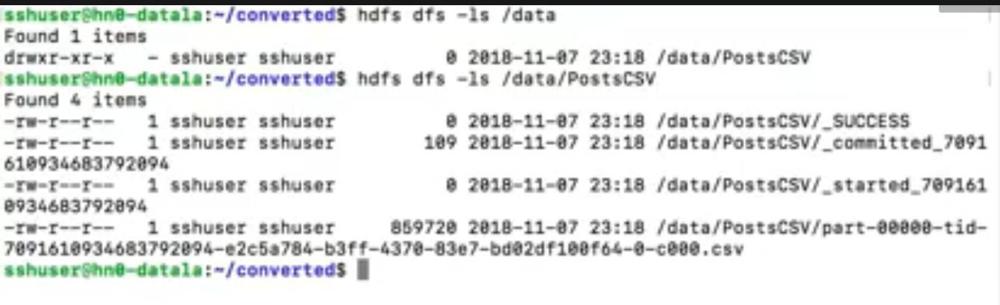 sshuser@hn0-datala:~/converted$ hdfs dfs -ls /data
Found 1 items
drwxr-xr-x   - sshuser sshuser          0 2018-11-07 23:18 /data/PostsCSV
sshuser@hn0-datala:~/converted$ hdfs dfs -ls /data/PostsCSV
Found 4 items
-rw-r--r--   1 sshuser sshuser          0 2018-11-07 23:18 /data/PostsCSV/_SUCCESS
-rw-r--r--   1 sshuser sshuser        109 2018-11-07 23:18 /data/PostsCSV/_committed_7091
610934683792094
-rw-r--r--   1 sshuser sshuser          0 2018-11-07 23:18 /data/PostsCSV/_started_709161
0934683792094
-rw-r--r--   1 sshuser sshuser     859720 2018-11-07 23:18 /data/PostsCSV/part-00000-tid-
7091610934683792094-e2c5a784-b3ff-4370-83e7-bd02df100f64-0-c000.csv
sshuser@hn0-datala:~/converted$